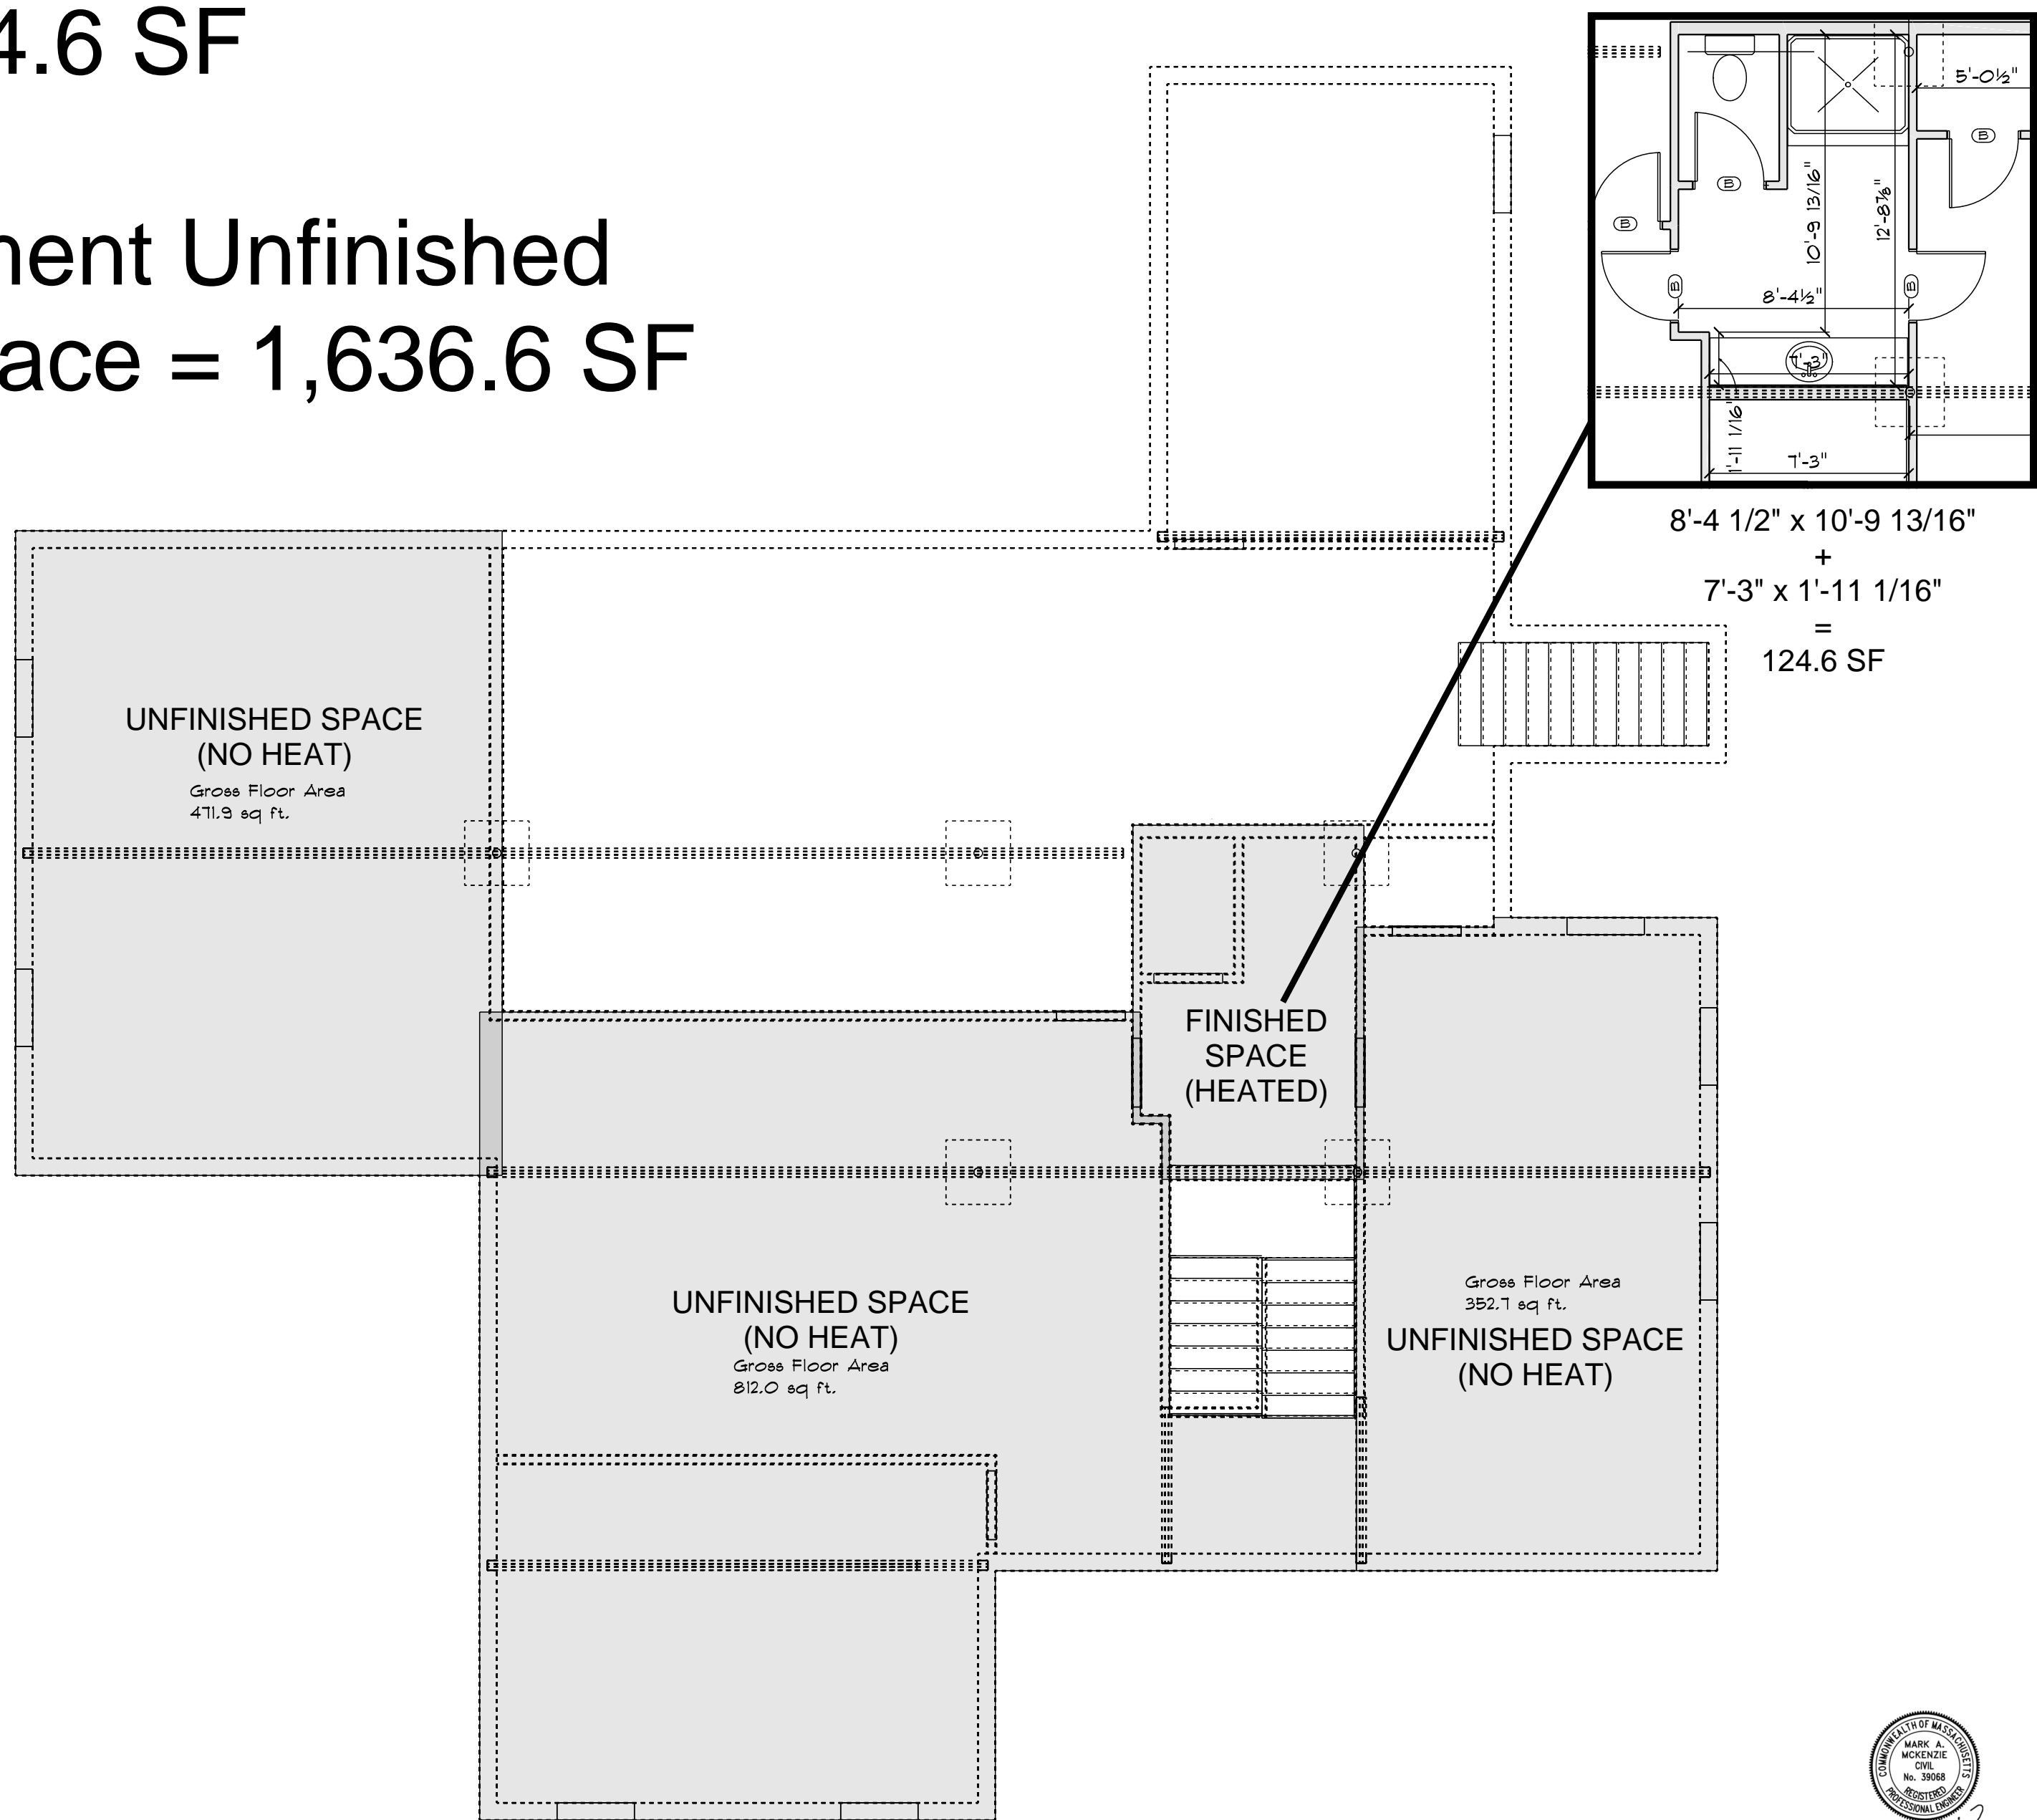 4.6 SF
ment Unfinished
ace = 1,636.6 SF
5'-0½"
B
B
B
10'-9 13/16"
12'-8⅞"
B
B
8'-4½"
7'-3"
1'-11 1/16"
7'-3"
8'-4 1/2" x 10'-9 13/16"
+
7'-3" x 1'-11 1/16"
=
124.6 SF
UNFINISHED SPACE
(NO HEAT)
Gross Floor Area
471.9 sq ft.
FINISHED
SPACE
(HEATED)
UNFINISHED SPACE
(NO HEAT)
Gross Floor Area
812.0 sq ft.
Gross Floor Area
352.7 sq ft.
UNFINISHED SPACE
(NO HEAT)
COMMONWEALTH OF MASSACHUSETTS
MARK A.
MCKENZIE
CIVIL
No. 39068
REGISTERED
PROFESSIONAL ENGINEER